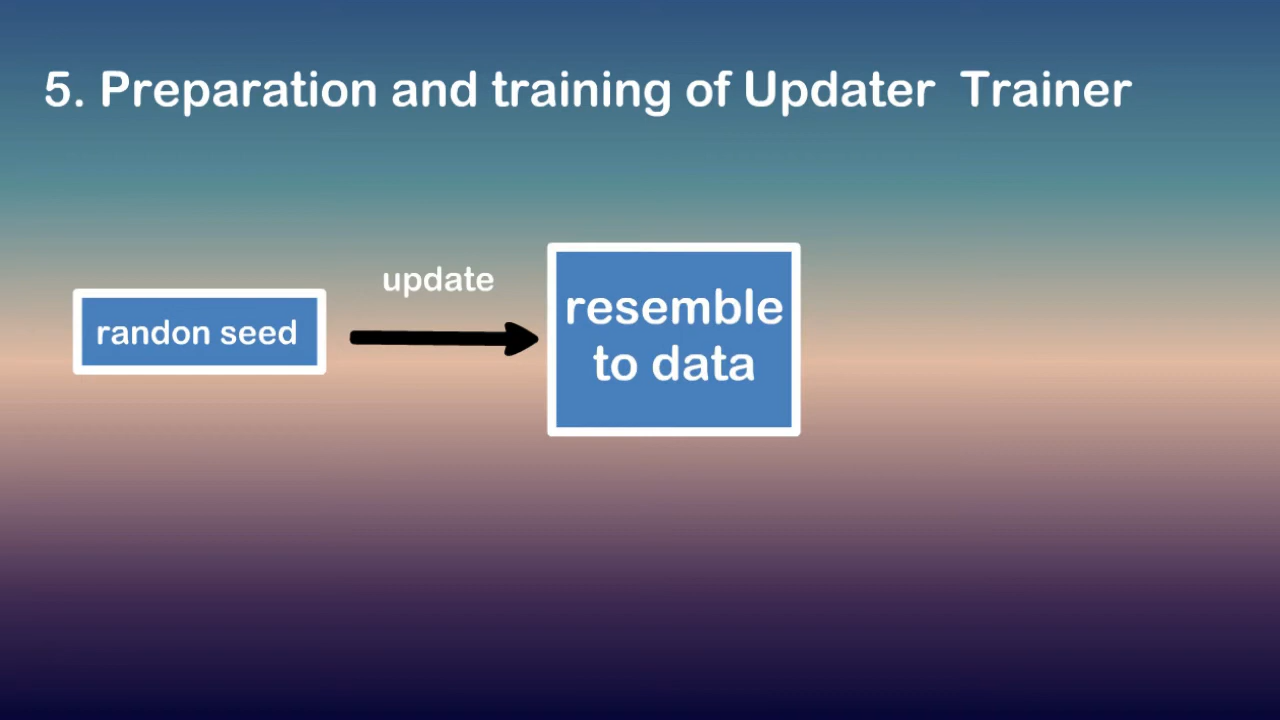 5. Preparation and training of Updater  Trainer
update
randon seed
resemble
to data